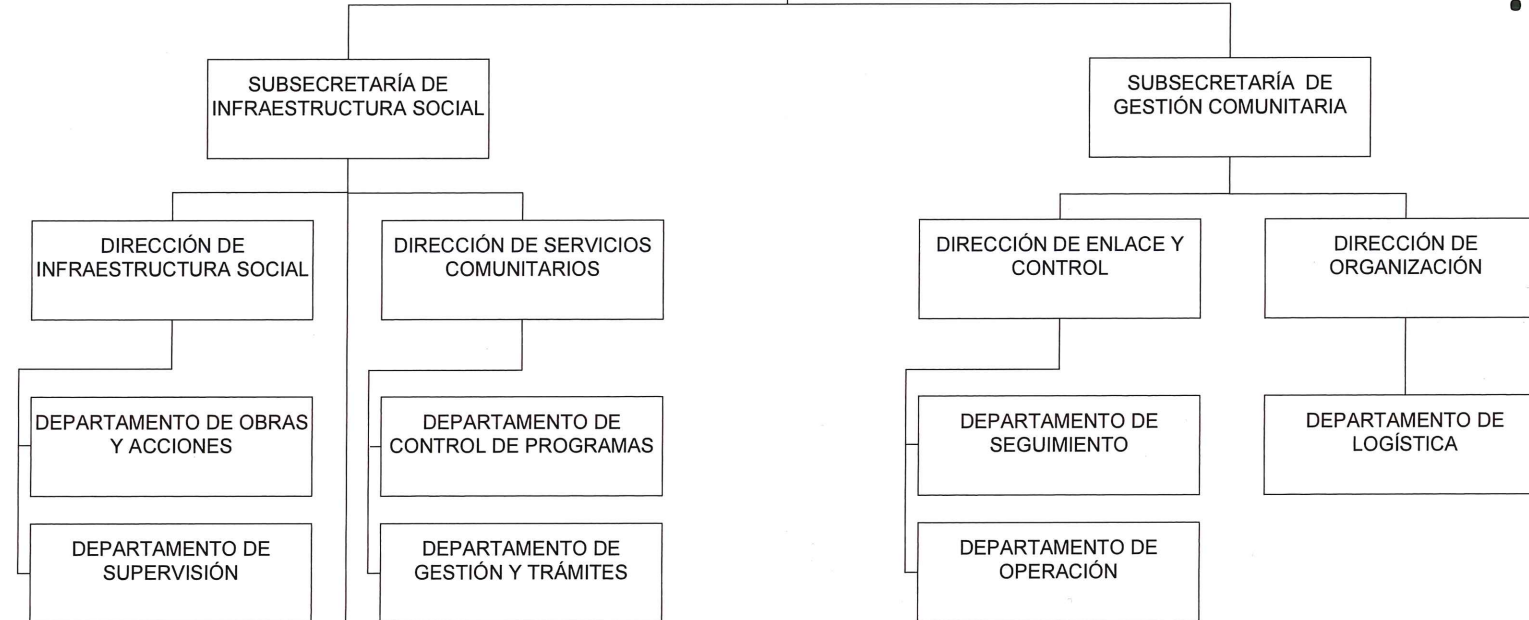 SUBSECRETARÍA DE
INFRAESTRUCTURA SOCIAL
SUBSECRETARÍA DE
GESTIÓN COMUNITARIA
DIRECCIÓN DE
INFRAESTRUCTURA SOCIAL
DIRECCIÓN DE SERVICIOS
COMUNITARIOS
DIRECCIÓN DE ENLACE Y
CONTROL
DIRECCIÓN DE
ORGANIZACIÓN
DEPARTAMENTO DE OBRAS
Y ACCIONES
DEPARTAMENTO DE
CONTROL DE PROGRAMAS
DEPARTAMENTO DE
SEGUIMIENTO
DEPARTAMENTO DE
LOGÍSTICA
DEPARTAMENTO DE
SUPERVISIÓN
DEPARTAMENTO DE
GESTIÓN Y TRÁMITES
DEPARTAMENTO DE
OPERACIÓN